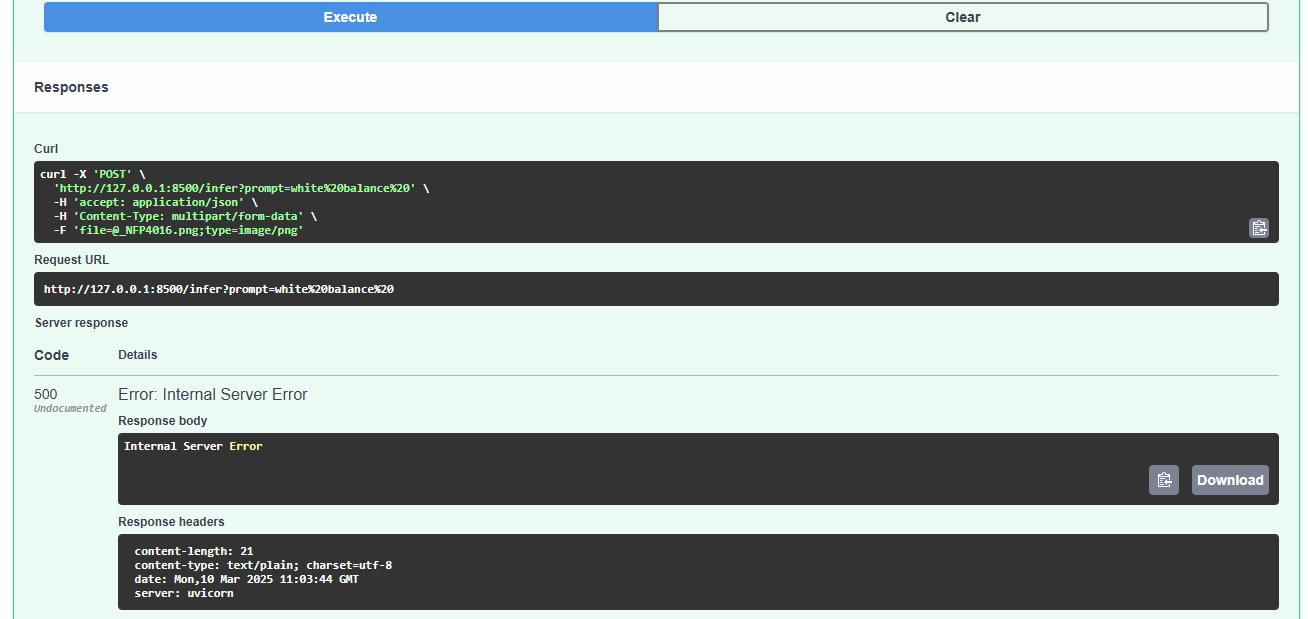 Execute
Clear
Responses
Curl
curl -X 'POST' \
'http://127.0.0.1:8500/infer?prompt=white%20balance%20' \
-H 'accept: application/json' \
-H 'Content-Type: multipart/form-data' \
-F 'file=@_NFP4016.png;type=image/png'
Request URL
http://127.0.0.1:8500/infer?prompt=white%20balance%20
Server response
Code
Details
500
Undocumented
Error: Internal Server Error
Response body
Internal Server Error
Download
Response headers
content-length: 21
content-type: text/plain; charset=utf-8
date: Mon,10 Mar 2025 11:03:44 GMT
server: uvicorn